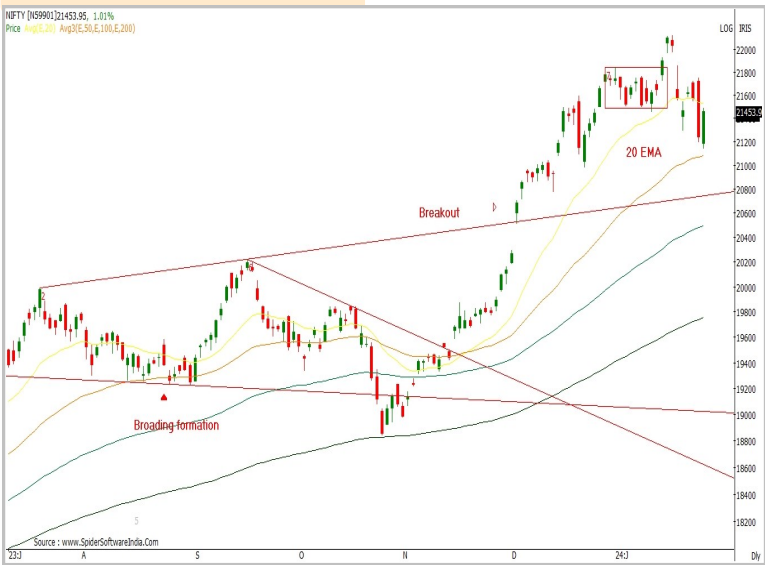 NIFTY [N59901]21453.95, 1.01%
Price Avg(E,20) Avg3(E,50,E,100,E,200)
LOG IRIS
22000
21800
21600
21453.9
21200
21000
20800
20600
20400
20200
20000
19800
19600
19400
19200
19000
18800
18600
18400
18200
2
20 EMA
Breakout
Broading formation
5
Source : www.SpiderSoftwareIndia.Com
23:J A S O N D 24:J Dly